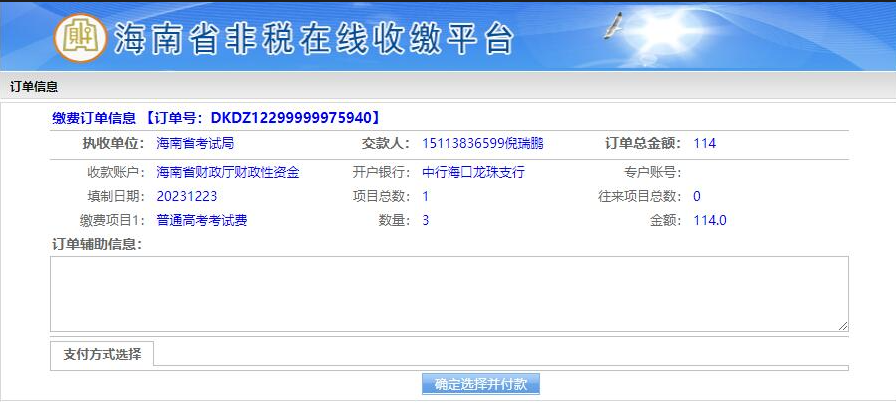 海南省非税在线收缴平台
订单信息
缴费订单信息 【订单号：DKDZ12299999975940】
执收单位： 海南省考试局 交款人： 15113836599倪瑞鹏 订单总金额： 114
收款账户： 海南省财政厅财政性资金 开户银行： 中行海口龙珠支行 专户账号：
填制日期： 20231223 项目总数： 1 往来项目总数： 0
缴费项目1： 普通高考考试费 数量： 3 金额： 114.0
订单辅助信息：
支付方式选择
确定选择并付款